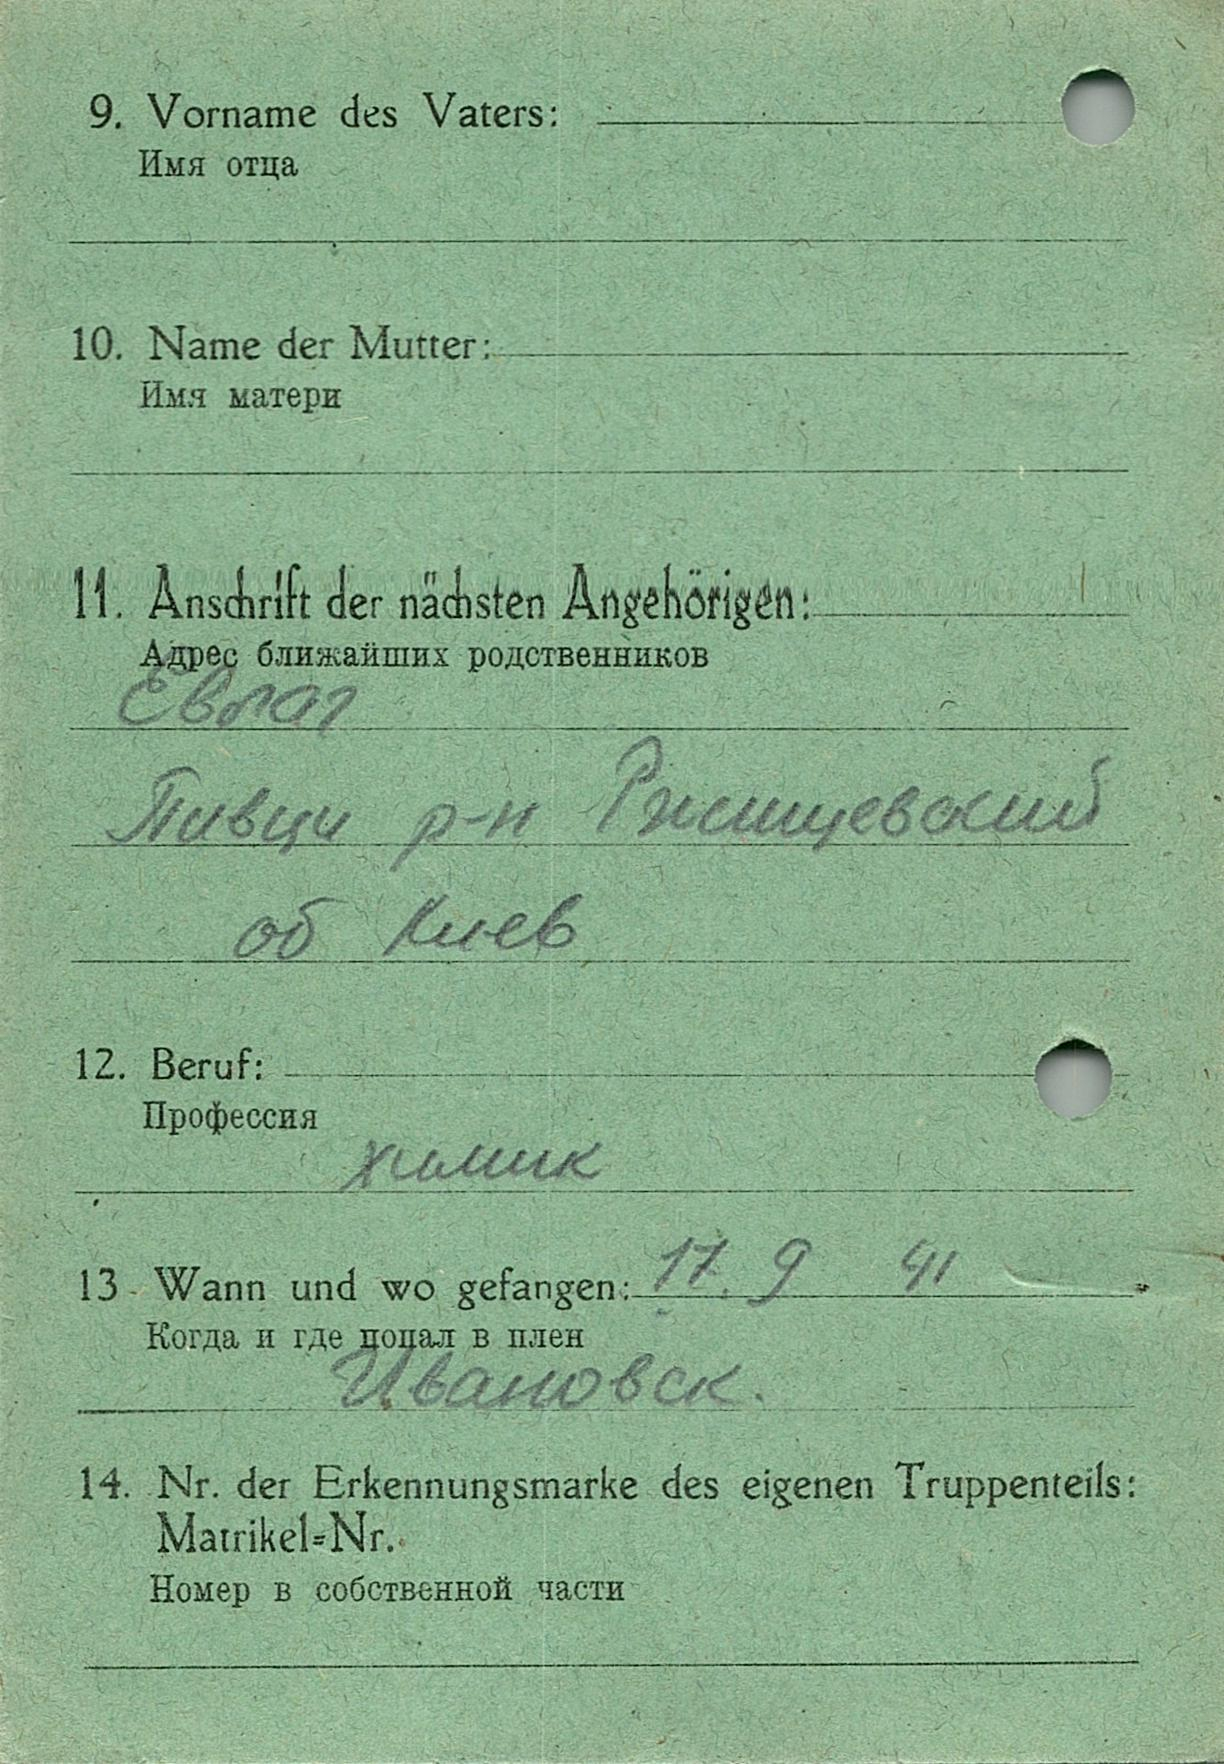 9. Vorname des Vaters:
Имя отца
10. Name der Mutter:
Имя матери
11. Anschrift der nächsten Angehörigen:
Адрес ближайших родственников
Пивци р-н Ржищевский
об Киев
12. Beruf:
Профессия
химик
13 Wann und wo gefangen: 17. 9 41
Когда и где попал в плен
Ивановск.
14. Nr. der Erkennungsmarke des eigenen Truppenteils:
Matrikel=Nr.
Номер в собственной части